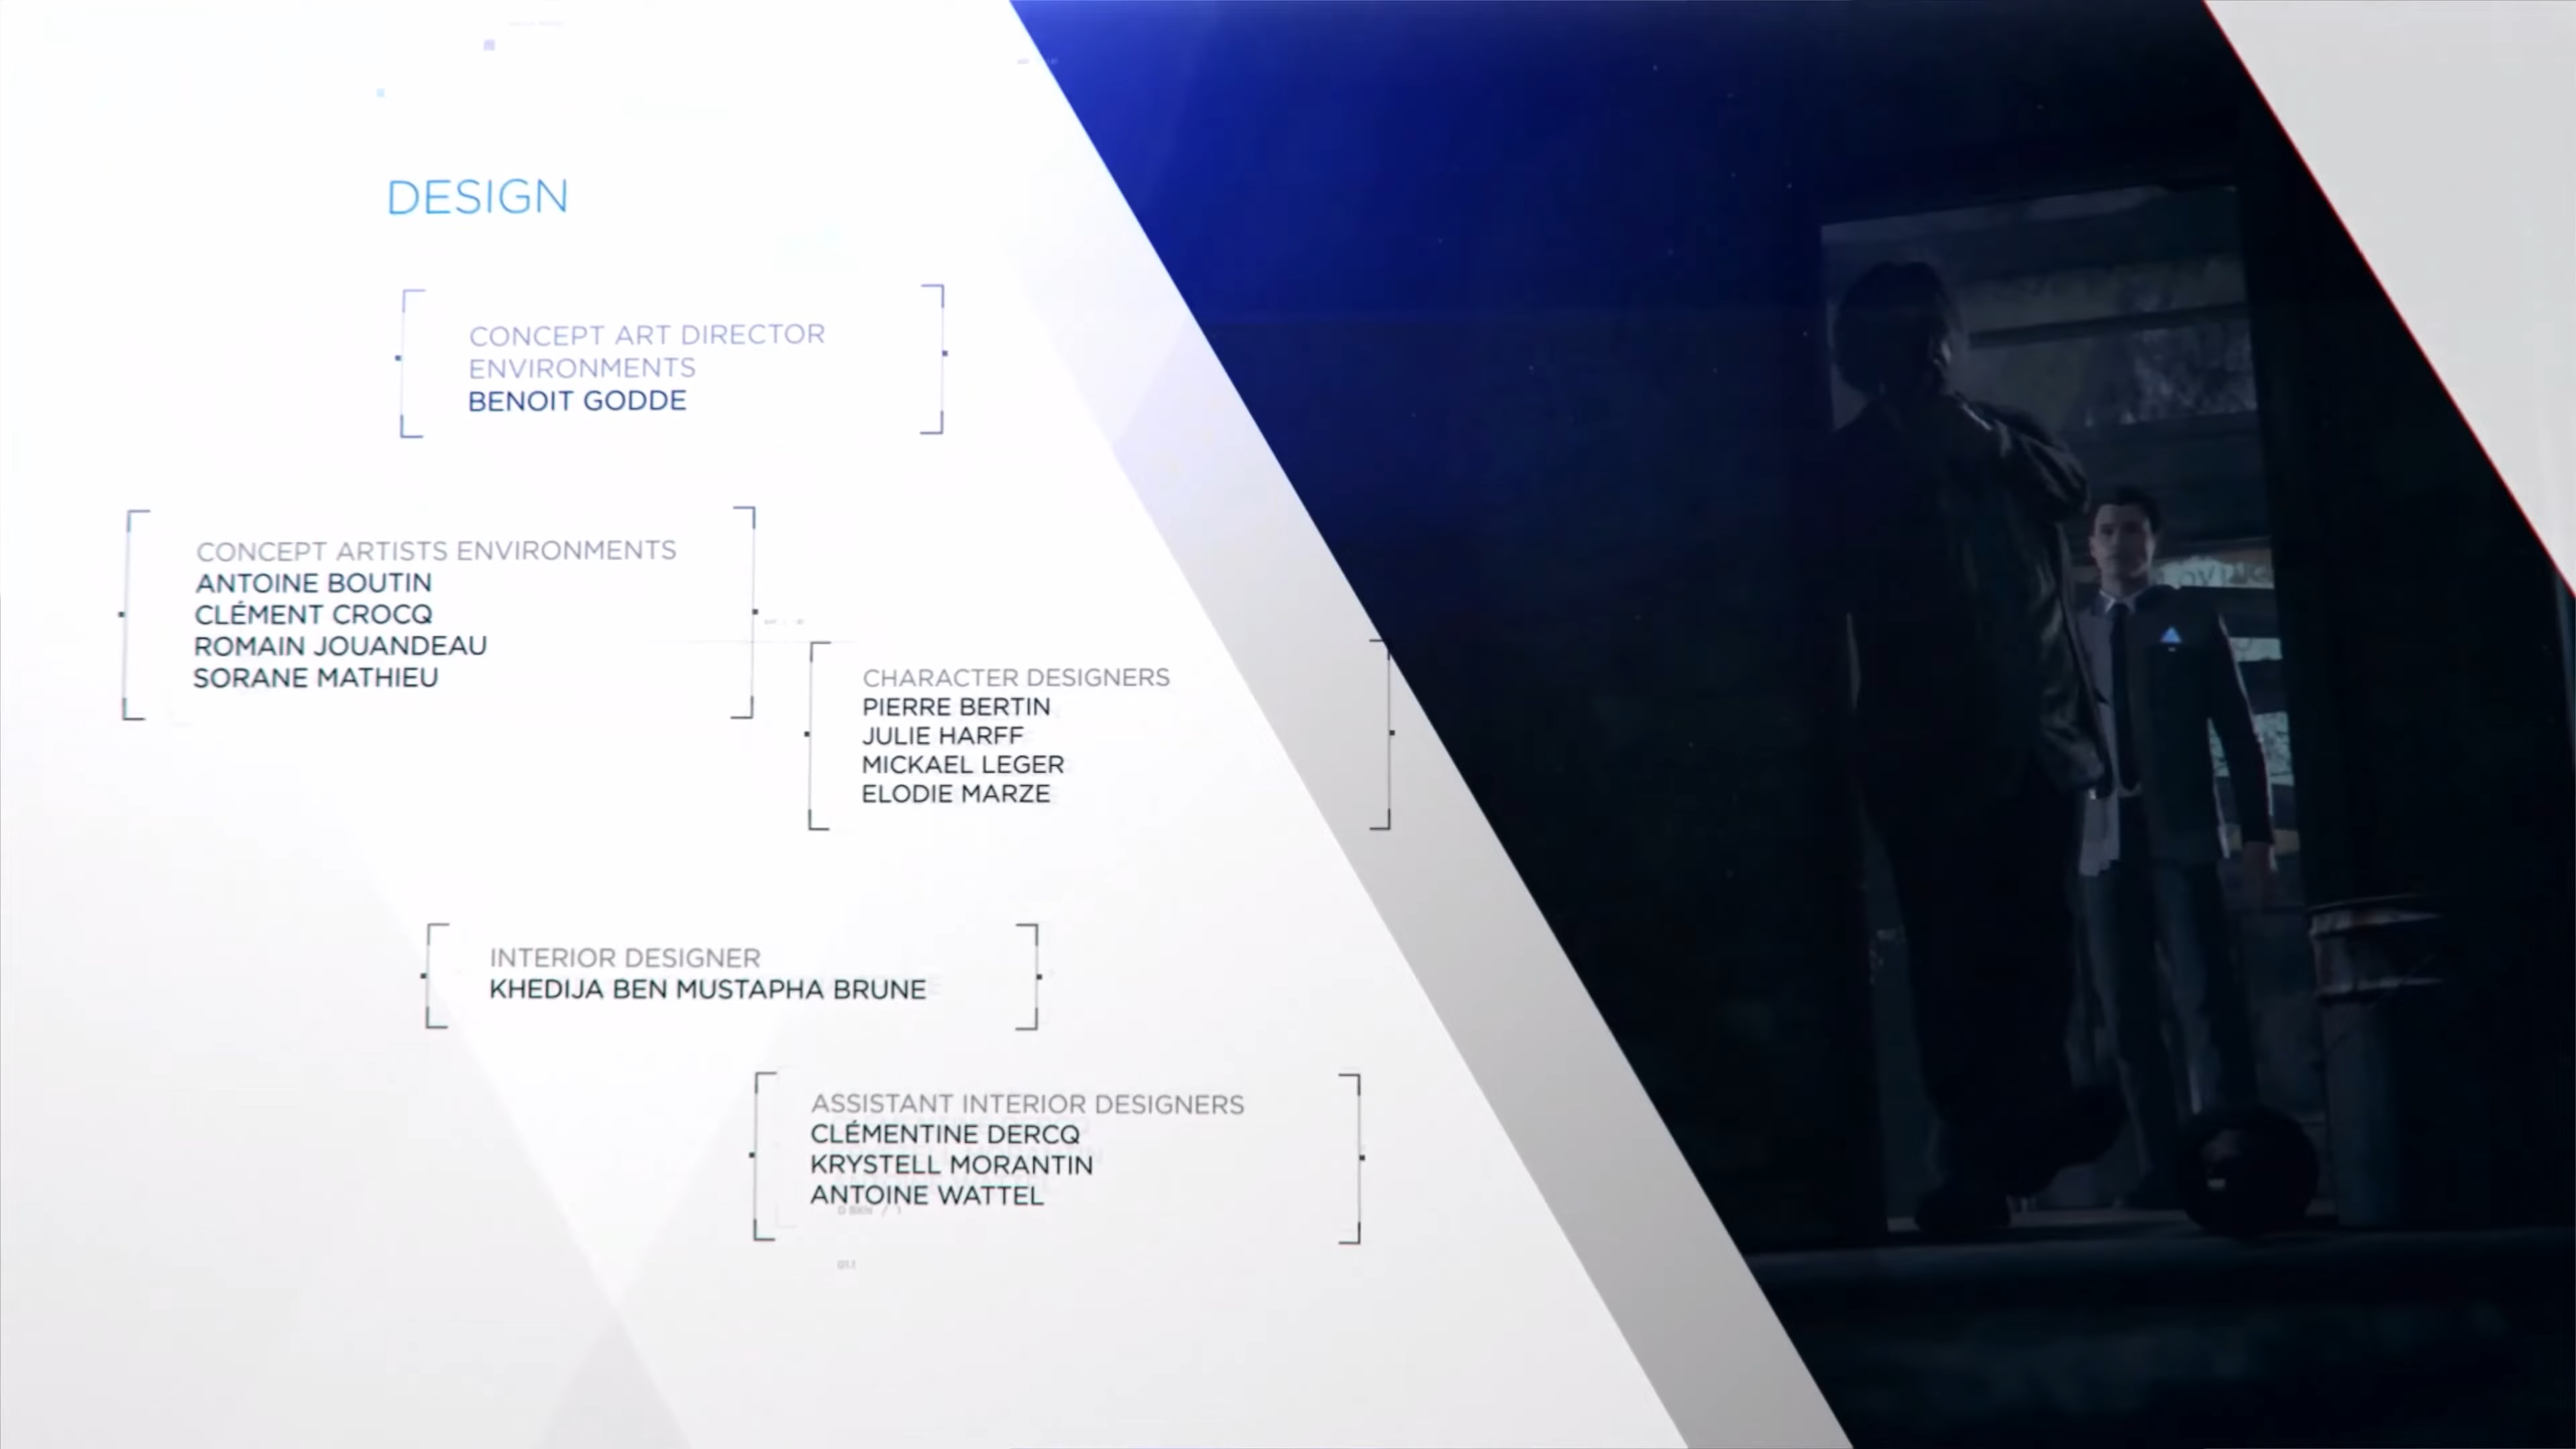 DESIGN
CONCEPT ART DIRECTOR
ENVIRONMENTS
BENOIT GODDE
CONCEPT ARTISTS ENVIRONMENTS
ANTOINE BOUTIN
CLÉMENT CROCQ
ROMAIN JOUANDEAU
SORANE MATHIEU
CHARACTER DESIGNERS
PIERRE BERTIN
JULIE HARFF
MICKAEL LEGER
ELODIE MARZE
INTERIOR DESIGNER
KHEDIJA BEN MUSTAPHA BRUNE
ASSISTANT INTERIOR DESIGNERS
CLÉMENTINE DERCQ
KRYSTELL MORANTIN
ANTOINE WATTEL